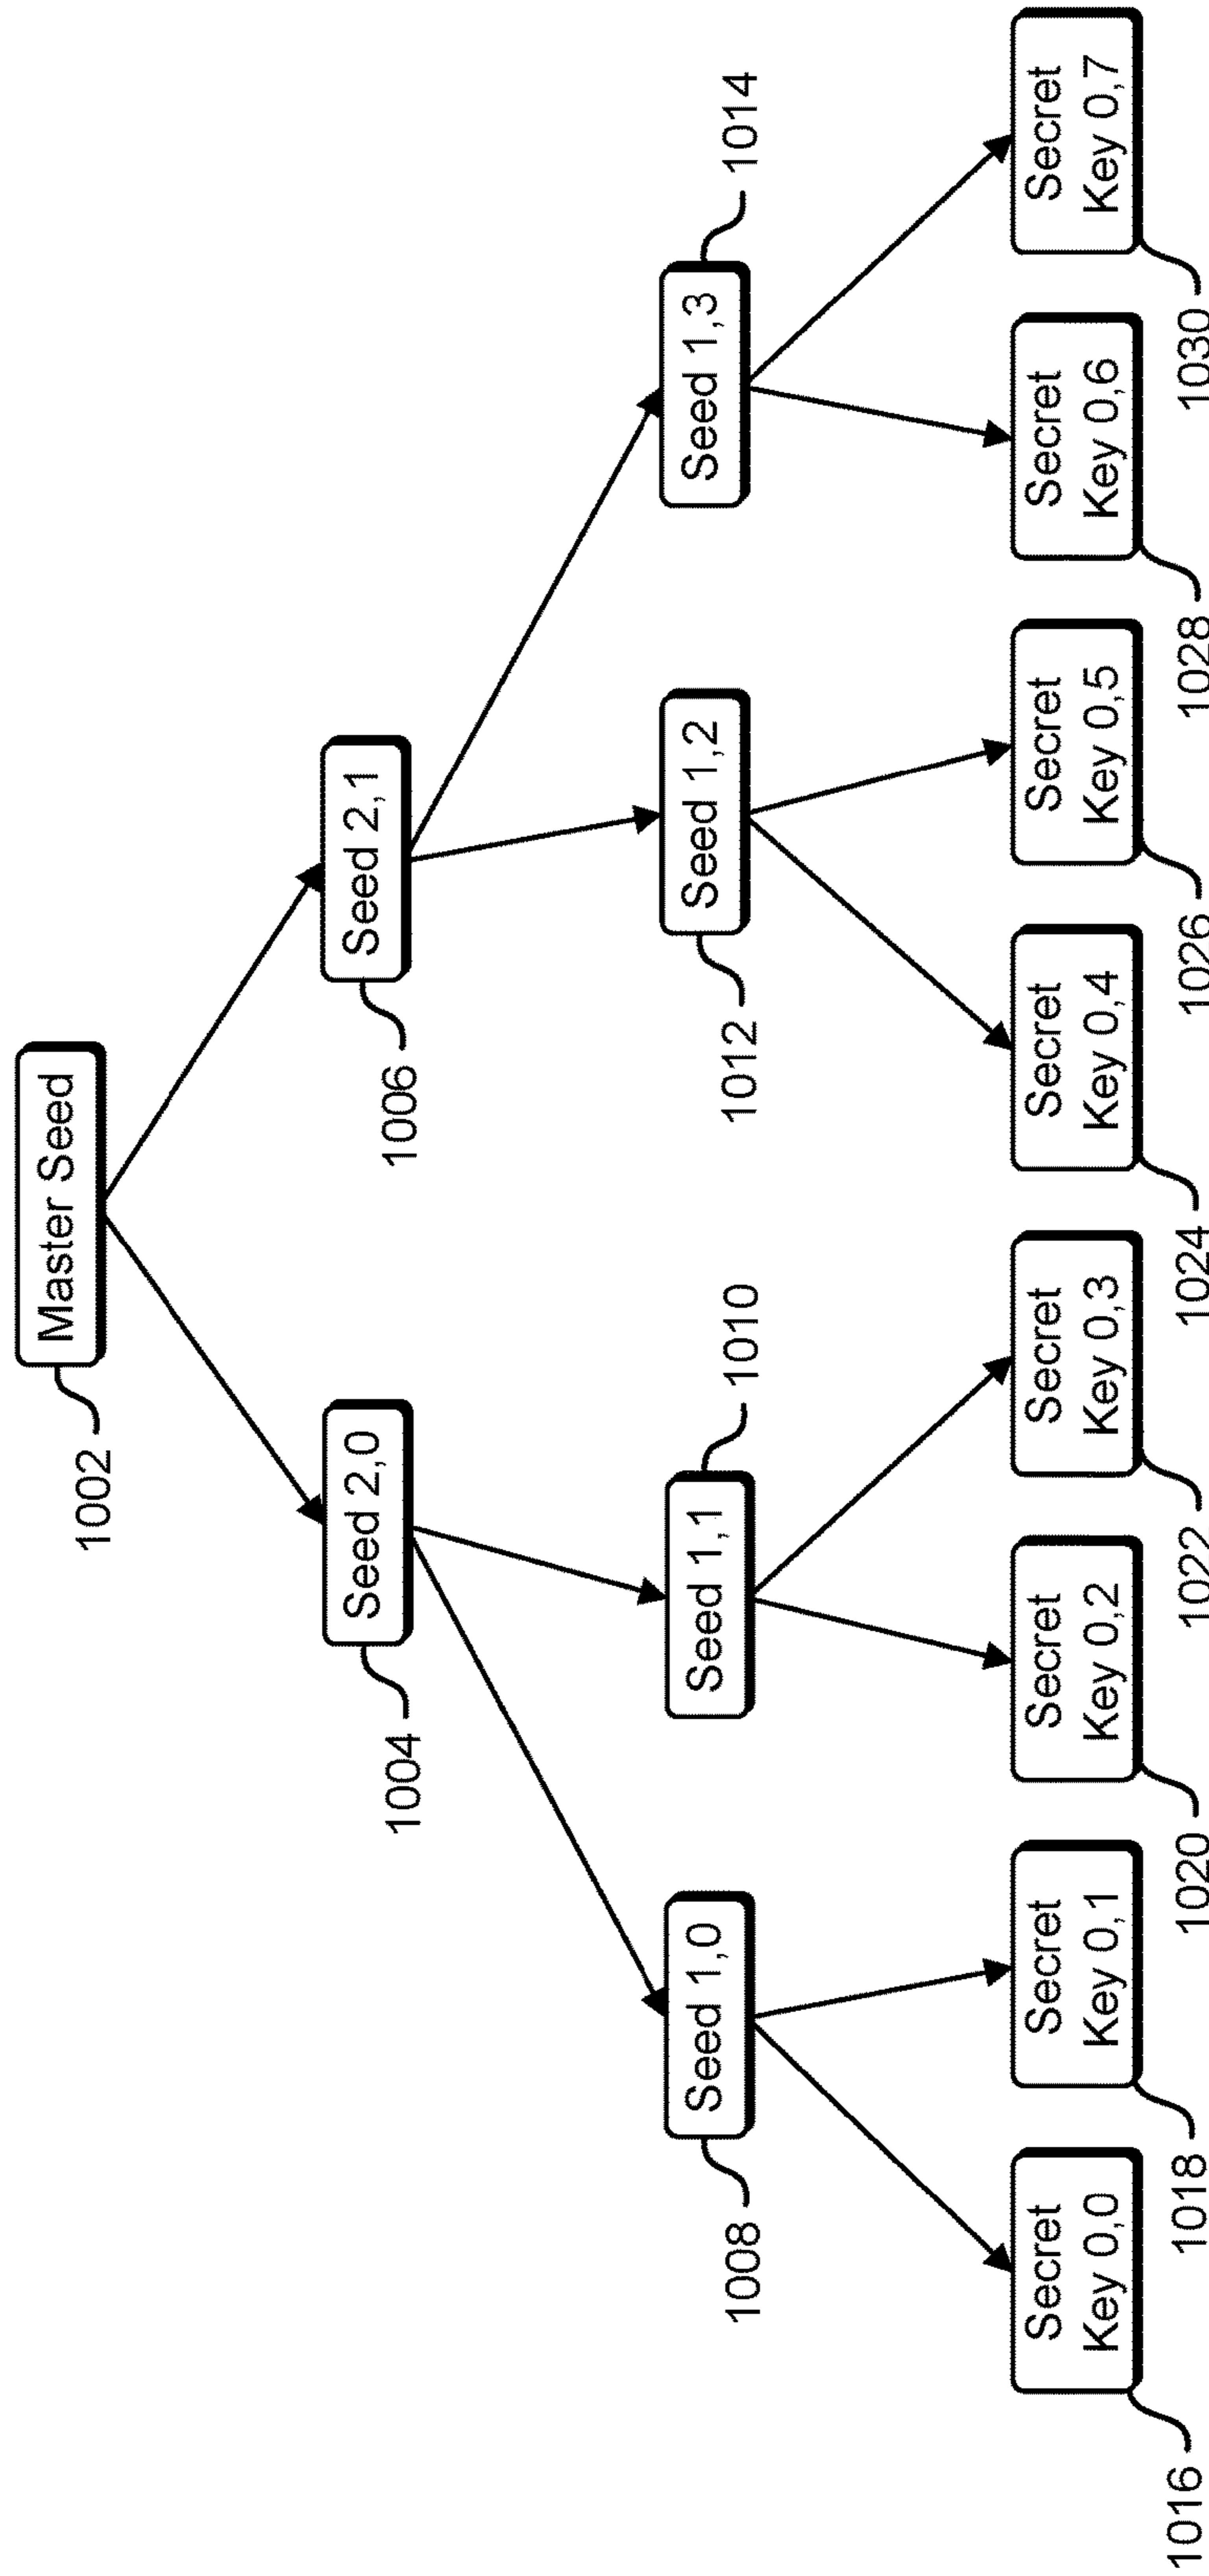 Master Seed
1002
Seed 2,0
1004
Seed 2,1
1006
Seed 1,0
1008
Seed 1,1
1010
Seed 1,2
1012
Seed 1,3
1014
Secret
Key 0,0
1016
Secret
Key 0,1
1018
Secret
Key 0,2
1020
Secret
Key 0,3
1022
Secret
Key 0,4
1024
Secret
Key 0,5
1026
Secret
Key 0,6
1028
Secret
Key 0,7
1030